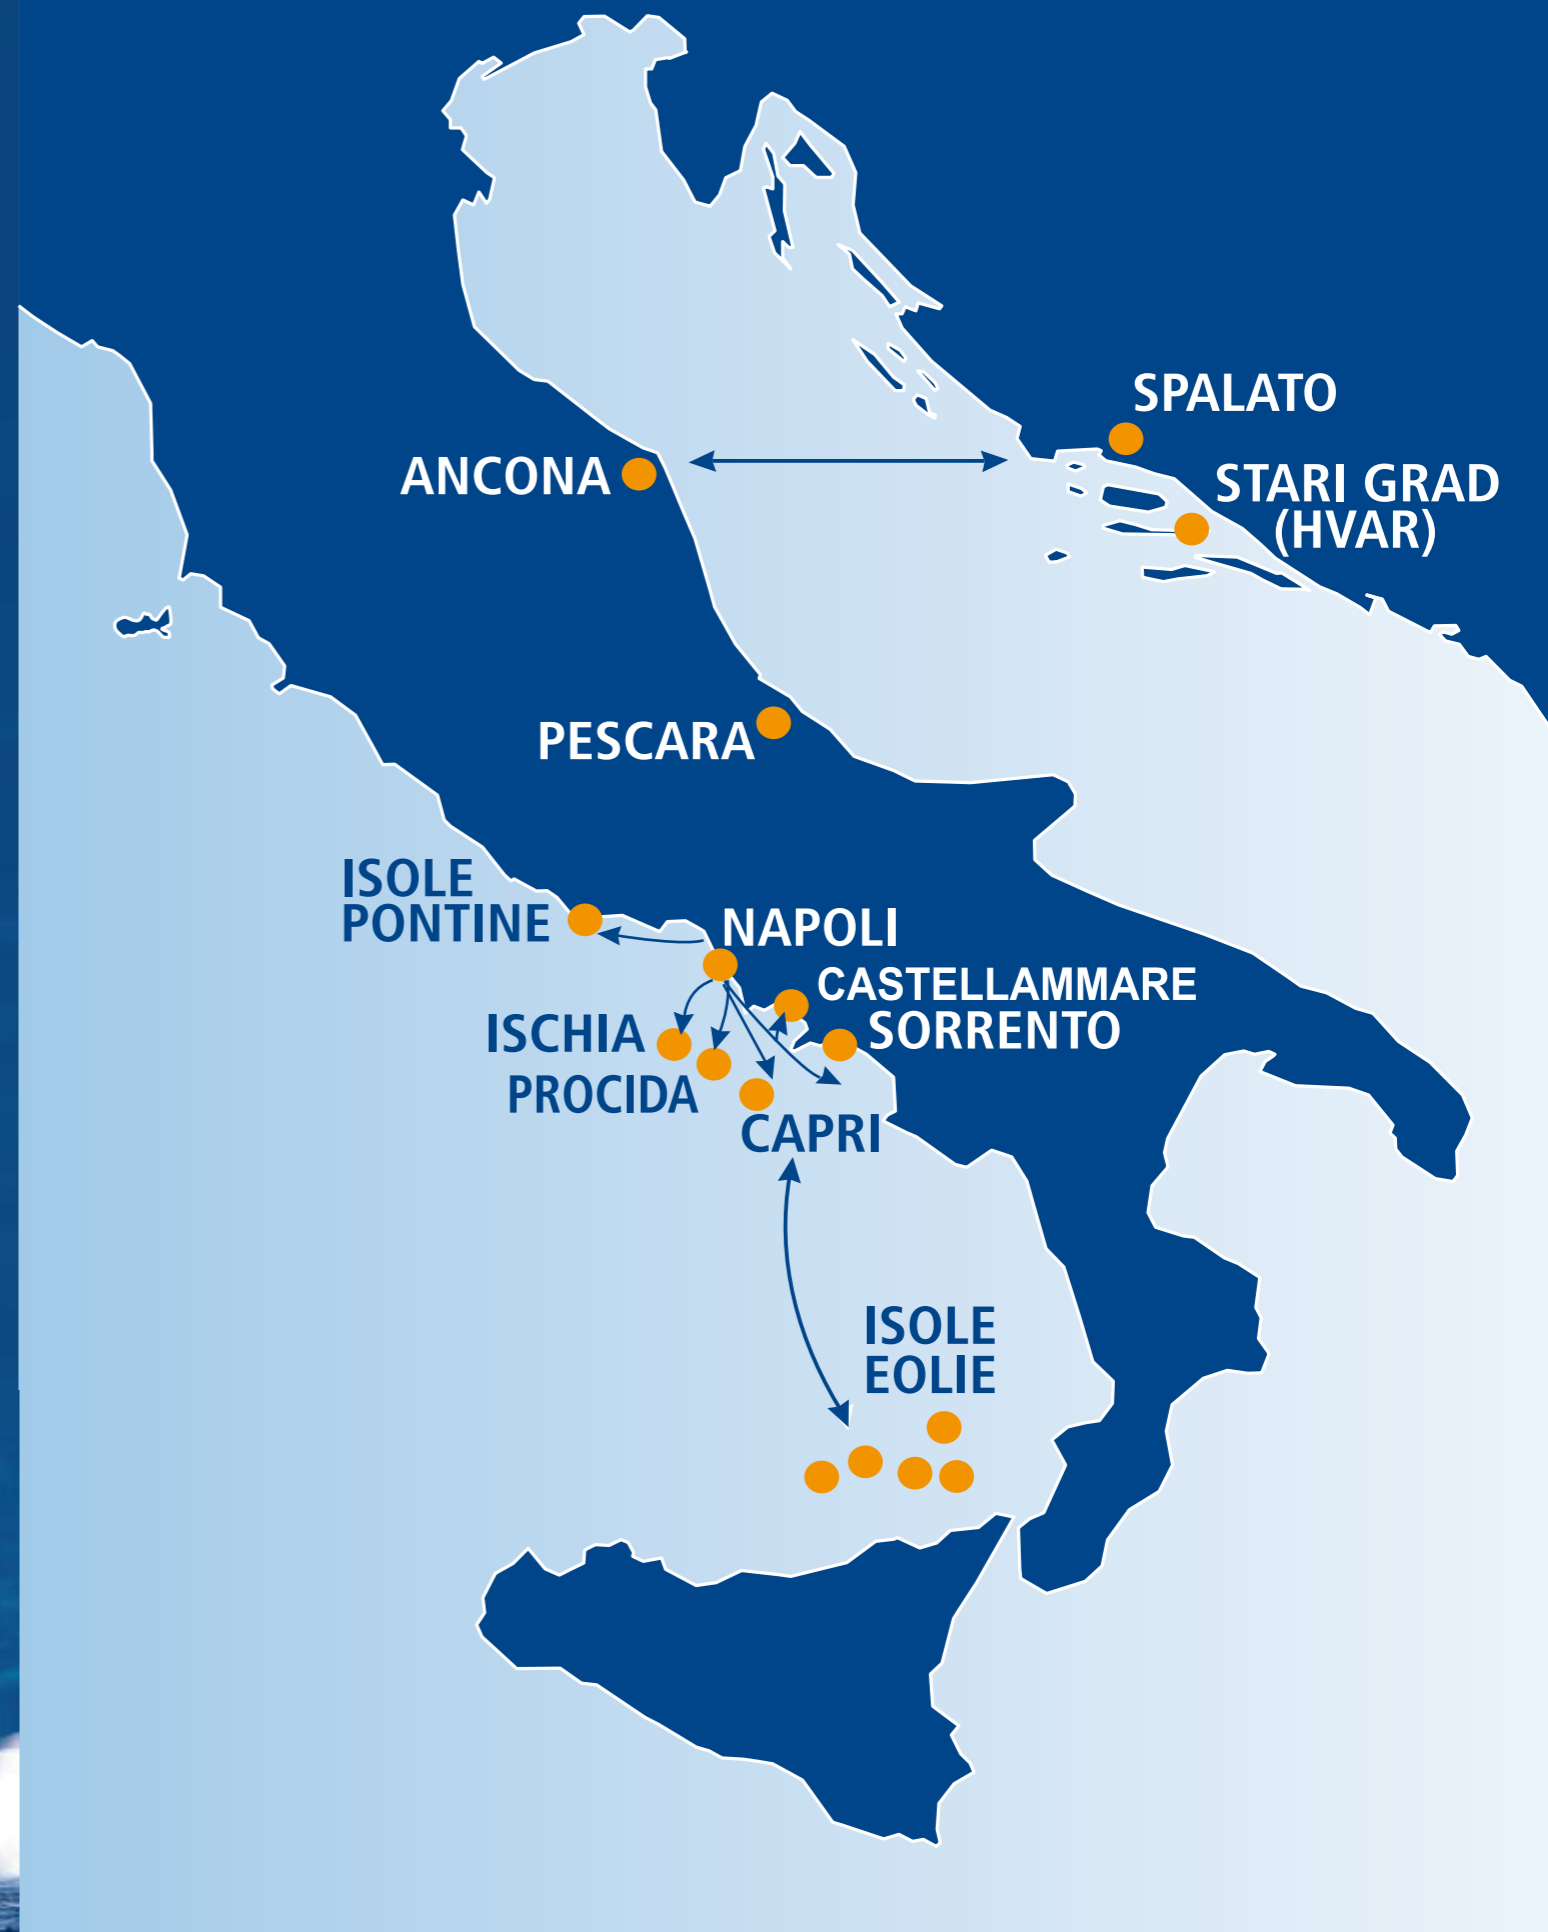 SPALATO
ANCONA
STARI GRAD
(HVAR)
PESCARA
ISOLE
PONTINE
NAPOLI
CASTELLAMMARE
SORRENTO
ISCHIA
PROCIDA
CAPRI
ISOLE
EOLIE